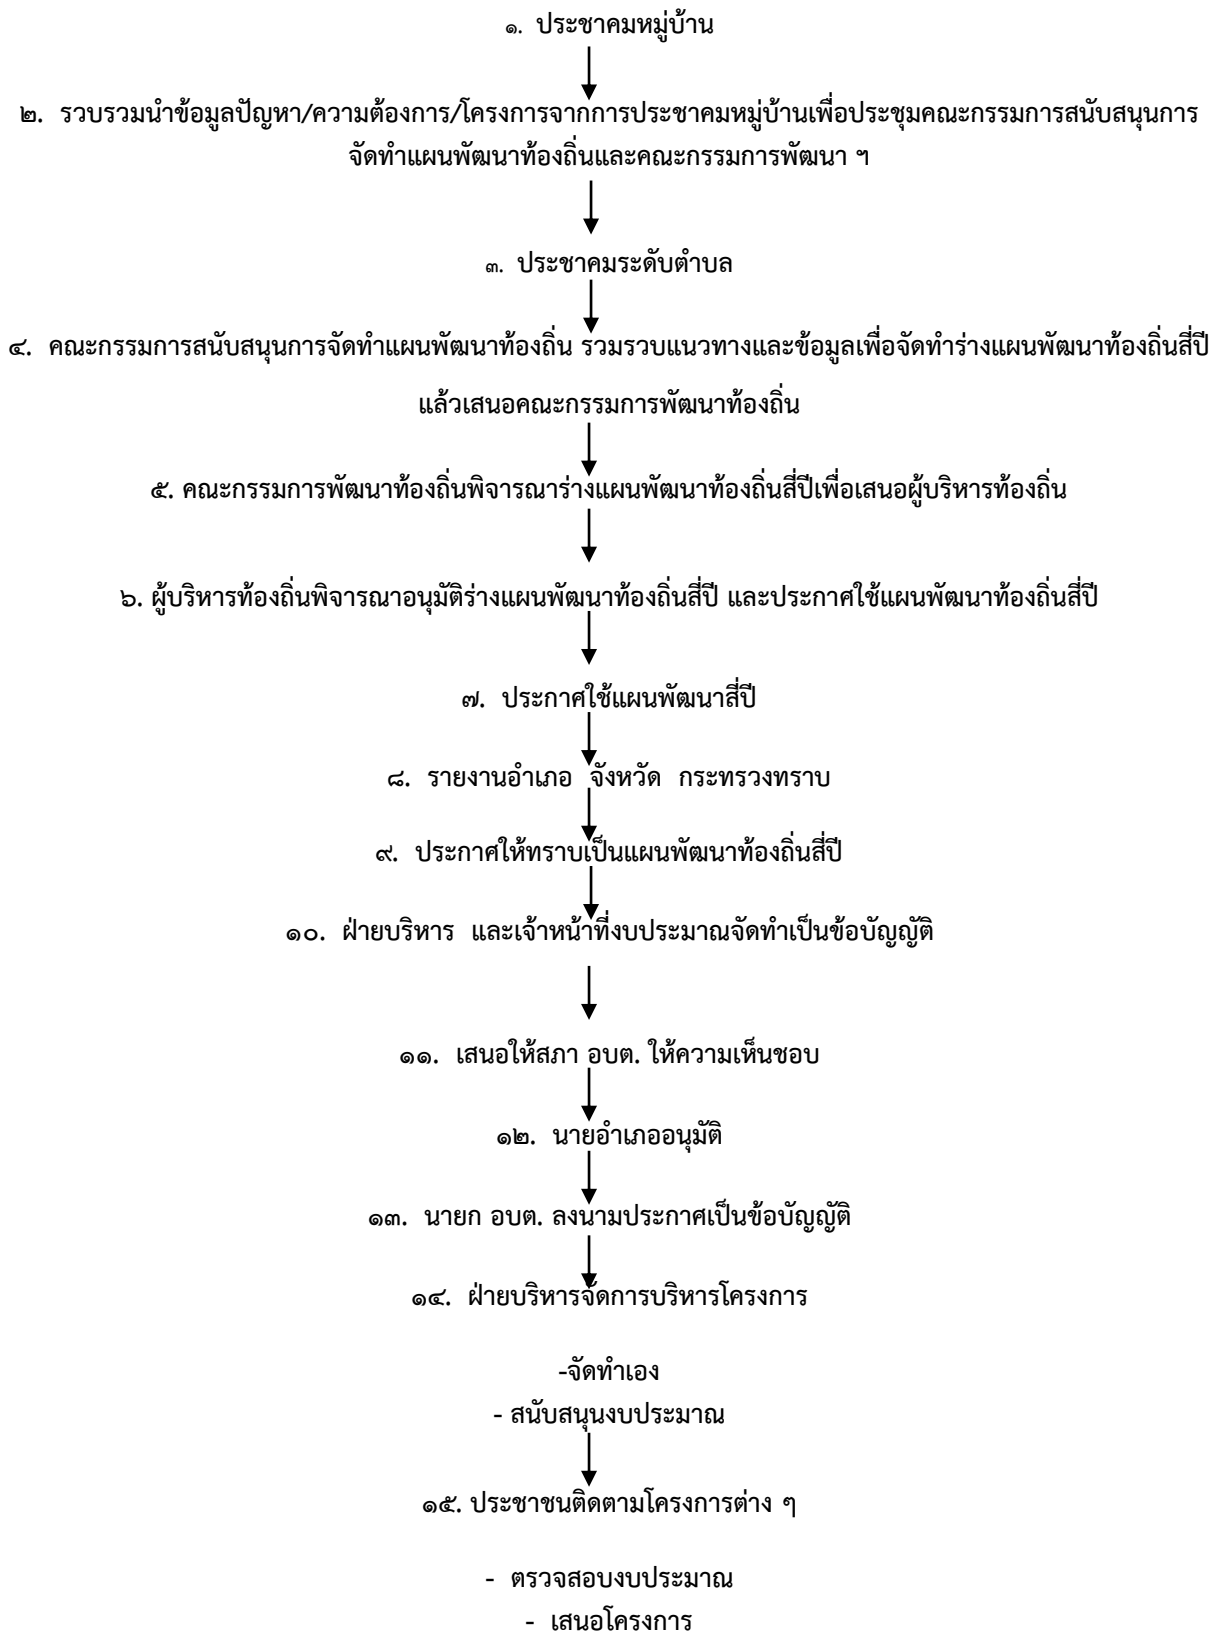 ๑. ประชาคมหมู่บ้าน
๒. รวบรวมนำข้อมูลปัญหา/ความต้องการ/โครงการจากการประชาคมหมู่บ้านเพื่อประชุมคณะกรรมการสนับสนุนการ
จัดทำแผนพัฒนาท้องถิ่นและคณะกรรมการพัฒนา ฯ
๓. ประชาคมระดับตำบล
๔. คณะกรรมการสนับสนุนการจัดทำแผนพัฒนาท้องถิ่น รวมรวบแนวทางและข้อมูลเพื่อจัดทำร่างแผนพัฒนาท้องถิ่นสี่ปี
แล้วเสนอคณะกรรมการพัฒนาท้องถิ่น
๕. คณะกรรมการพัฒนาท้องถิ่นพิจารณาร่างแผนพัฒนาท้องถิ่นสี่ปีเพื่อเสนอผู้บริหารท้องถิ่น
๖. ผู้บริหารท้องถิ่นพิจารณาอนุมัติร่างแผนพัฒนาท้องถิ่นสี่ปี และประกาศใช้แผนพัฒนาท้องถิ่นสี่ปี
๗. ประกาศใช้แผนพัฒนาสี่ปี
๘. รายงานอำเภอ จังหวัด กระทรวงทราบ
๙. ประกาศให้ทราบเป็นแผนพัฒนาท้องถิ่นสี่ปี
๑๐. ฝ่ายบริหาร และเจ้าหน้าที่งบประมาณจัดทำเป็นข้อบัญญัติ
๑๑. เสนอให้สภา อบต. ให้ความเห็นชอบ
๑๒. นายอำเภออนุมัติ
๑๓. นายก อบต. ลงนามประกาศเป็นข้อบัญญัติ
๑๔. ฝ่ายบริหารจัดการบริหารโครงการ
-จัดทำเอง
- สนับสนุนงบประมาณ
๑๕. ประชาชนติดตามโครงการต่าง ๆ
- ตรวจสอบงบประมาณ
- เสนอโครงการ